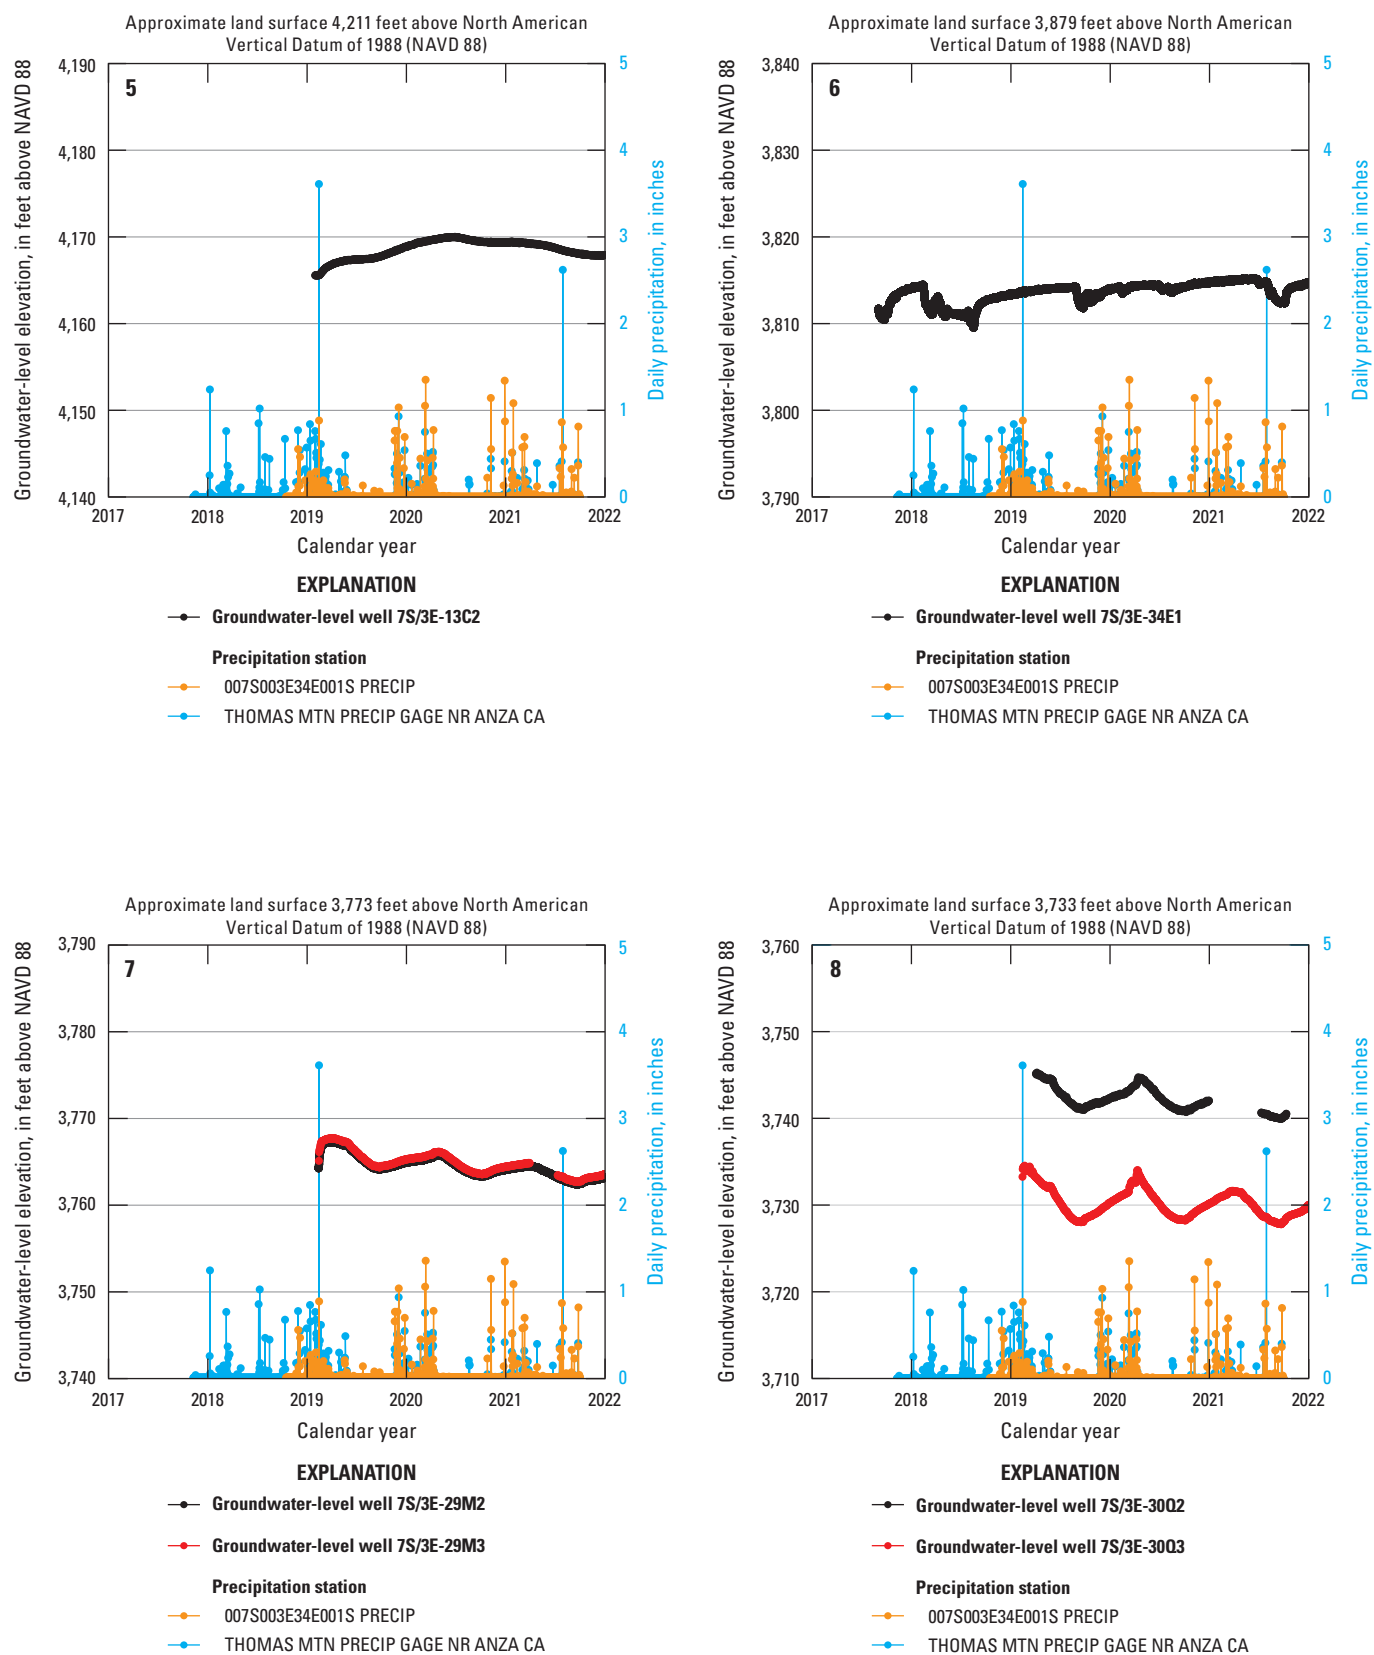 Approximate land surface 4,211 feet above North American
Vertical Datum of 1988 (NAVD 88)
Groundwater-level elevation, in feet above NAVD 88
4,190
4,180
4,170
4,160
4,150
4,140
5
5
4
3
2
1
0
Daily precipitation, in inches
2017 2018 2019 2020 2021 2022
Calendar year
EXPLANATION
Groundwater-level well 7S/3E-13C2
Precipitation station
007S003E34E001S PRECIP
THOMAS MTN PRECIP GAGE NR ANZA CA
Approximate land surface 3,879 feet above North American
Vertical Datum of 1988 (NAVD 88)
Groundwater-level elevation, in feet above NAVD 88
3,840
3,830
3,820
3,810
3,800
3,790
6
5
4
3
2
1
0
Daily precipitation, in inches
2017 2018 2019 2020 2021 2022
Calendar year
EXPLANATION
Groundwater-level well 7S/3E-34E1
Precipitation station
007S003E34E001S PRECIP
THOMAS MTN PRECIP GAGE NR ANZA CA
Approximate land surface 3,773 feet above North American
Vertical Datum of 1988 (NAVD 88)
Groundwater-level elevation, in feet above NAVD 88
3,790
3,780
3,770
3,760
3,750
3,740
7
5
4
3
2
1
0
Daily precipitation, in inches
2017 2018 2019 2020 2021 2022
Calendar year
EXPLANATION
Groundwater-level well 7S/3E-29M2
Groundwater-level well 7S/3E-29M3
Precipitation station
007S003E34E001S PRECIP
THOMAS MTN PRECIP GAGE NR ANZA CA
Approximate land surface 3,733 feet above North American
Vertical Datum of 1988 (NAVD 88)
Groundwater-level elevation, in feet above NAVD 88
3,760
3,750
3,740
3,730
3,720
3,710
8
5
4
3
2
1
0
Daily precipitation, in inches
2017 2018 2019 2020 2021 2022
Calendar year
EXPLANATION
Groundwater-level well 7S/3E-30Q2
Groundwater-level well 7S/3E-30Q3
Precipitation station
007S003E34E001S PRECIP
THOMAS MTN PRECIP GAGE NR ANZA CA